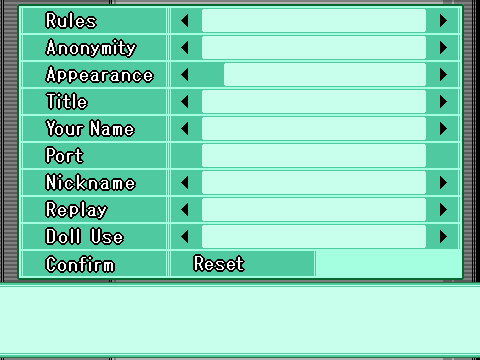 Rules
Anonymity
Appearance
Title
Your Name
Port
Nickname
Replay
Doll Use
Confirm Reset